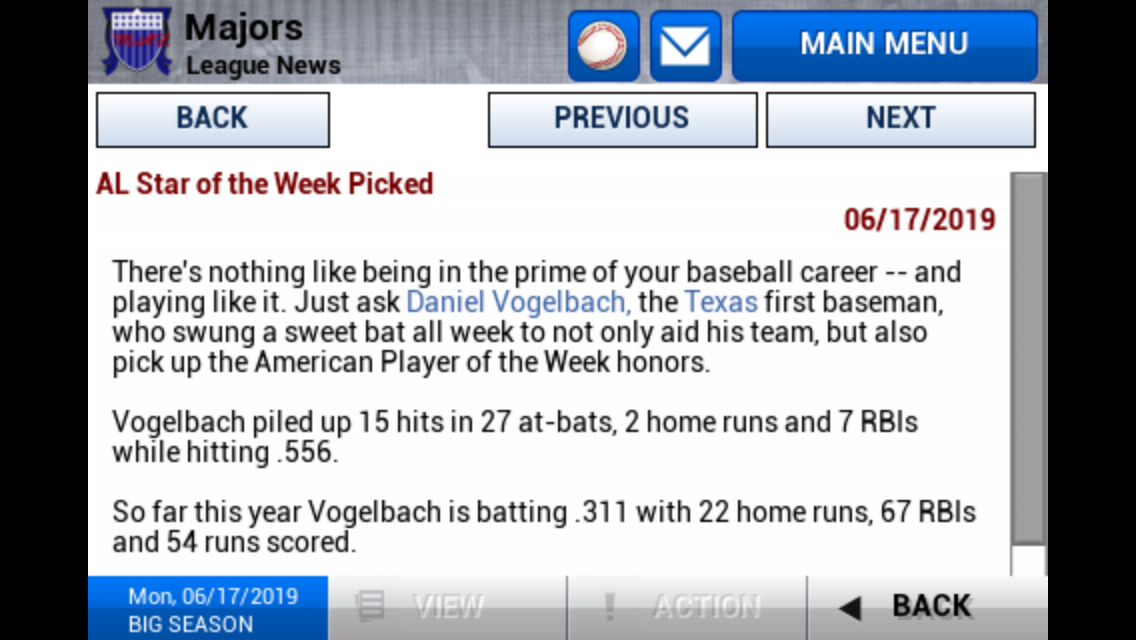 Majors
League News
MAIN MENU
BACK
PREVIOUS
NEXT
AL Star of the Week Picked
06/17/2019
There's nothing like being in the prime of your baseball career -- and
playing like it. Just ask Daniel Vogelbach, the Texas first baseman,
who swung a sweet bat all week to not only aid his team, but also
pick up the American Player of the Week honors.
Vogelbach piled up 15 hits in 27 at-bats, 2 home runs and 7 RBIs
while hitting .556.
So far this year Vogelbach is batting .311 with 22 home runs, 67 RBIs
and 54 runs scored.
Mon, 06/17/2019
BIG SEASON
VIEW
! ACTION
BACK